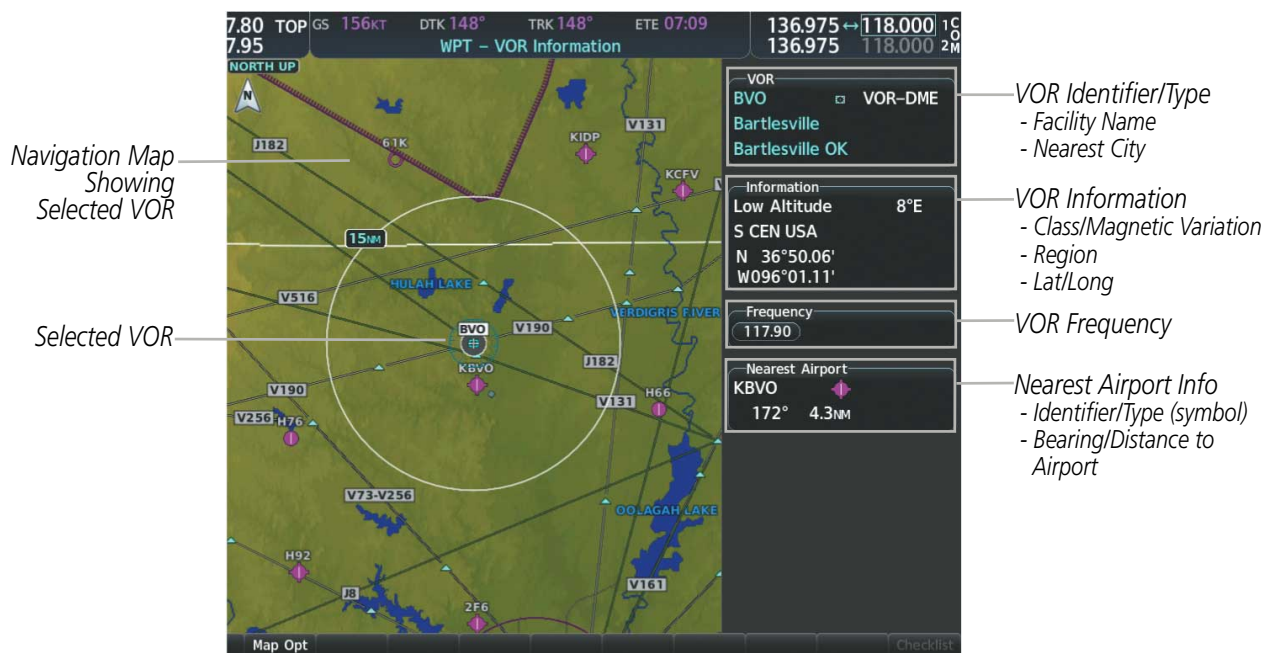 7.80 TOP GS 156KT DTK 148° TRK 148° ETE 07:09 136.975 ↔ 118.000 1 C
7.95 WPT – VOR Information 136.975 118.000 2 O M
NORTH UP
N
VOR
BVO VOR–DME
Bartlesville
Bartlesville OK
VOR Identifier/Type
- Facility Name
- Nearest City
Navigation Map
Showing
Selected VOR
J182
61K
KIDP
V131
KCFV
V
Information
Low Altitude 8°E
S CEN USA
N 36°50.06'
W096°01.11'
VOR Information
- Class/Magnetic Variation
- Region
- Lat/Long
15NM
HULAH LAKE
V516
VERDIGRIS RIVER
Frequency
117.90
VOR Frequency
Selected VOR
BVO
V190
J182
KBVO
Nearest Airport
KBVO
172° 4.3NM
Nearest Airport Info
- Identifier/Type (symbol)
- Bearing/Distance to
Airport
V190
V131
H66
V256
H76
V73-V256
OOLAGAH LAKE
H92
V161
J8
2F6
Map Opt
Checklist